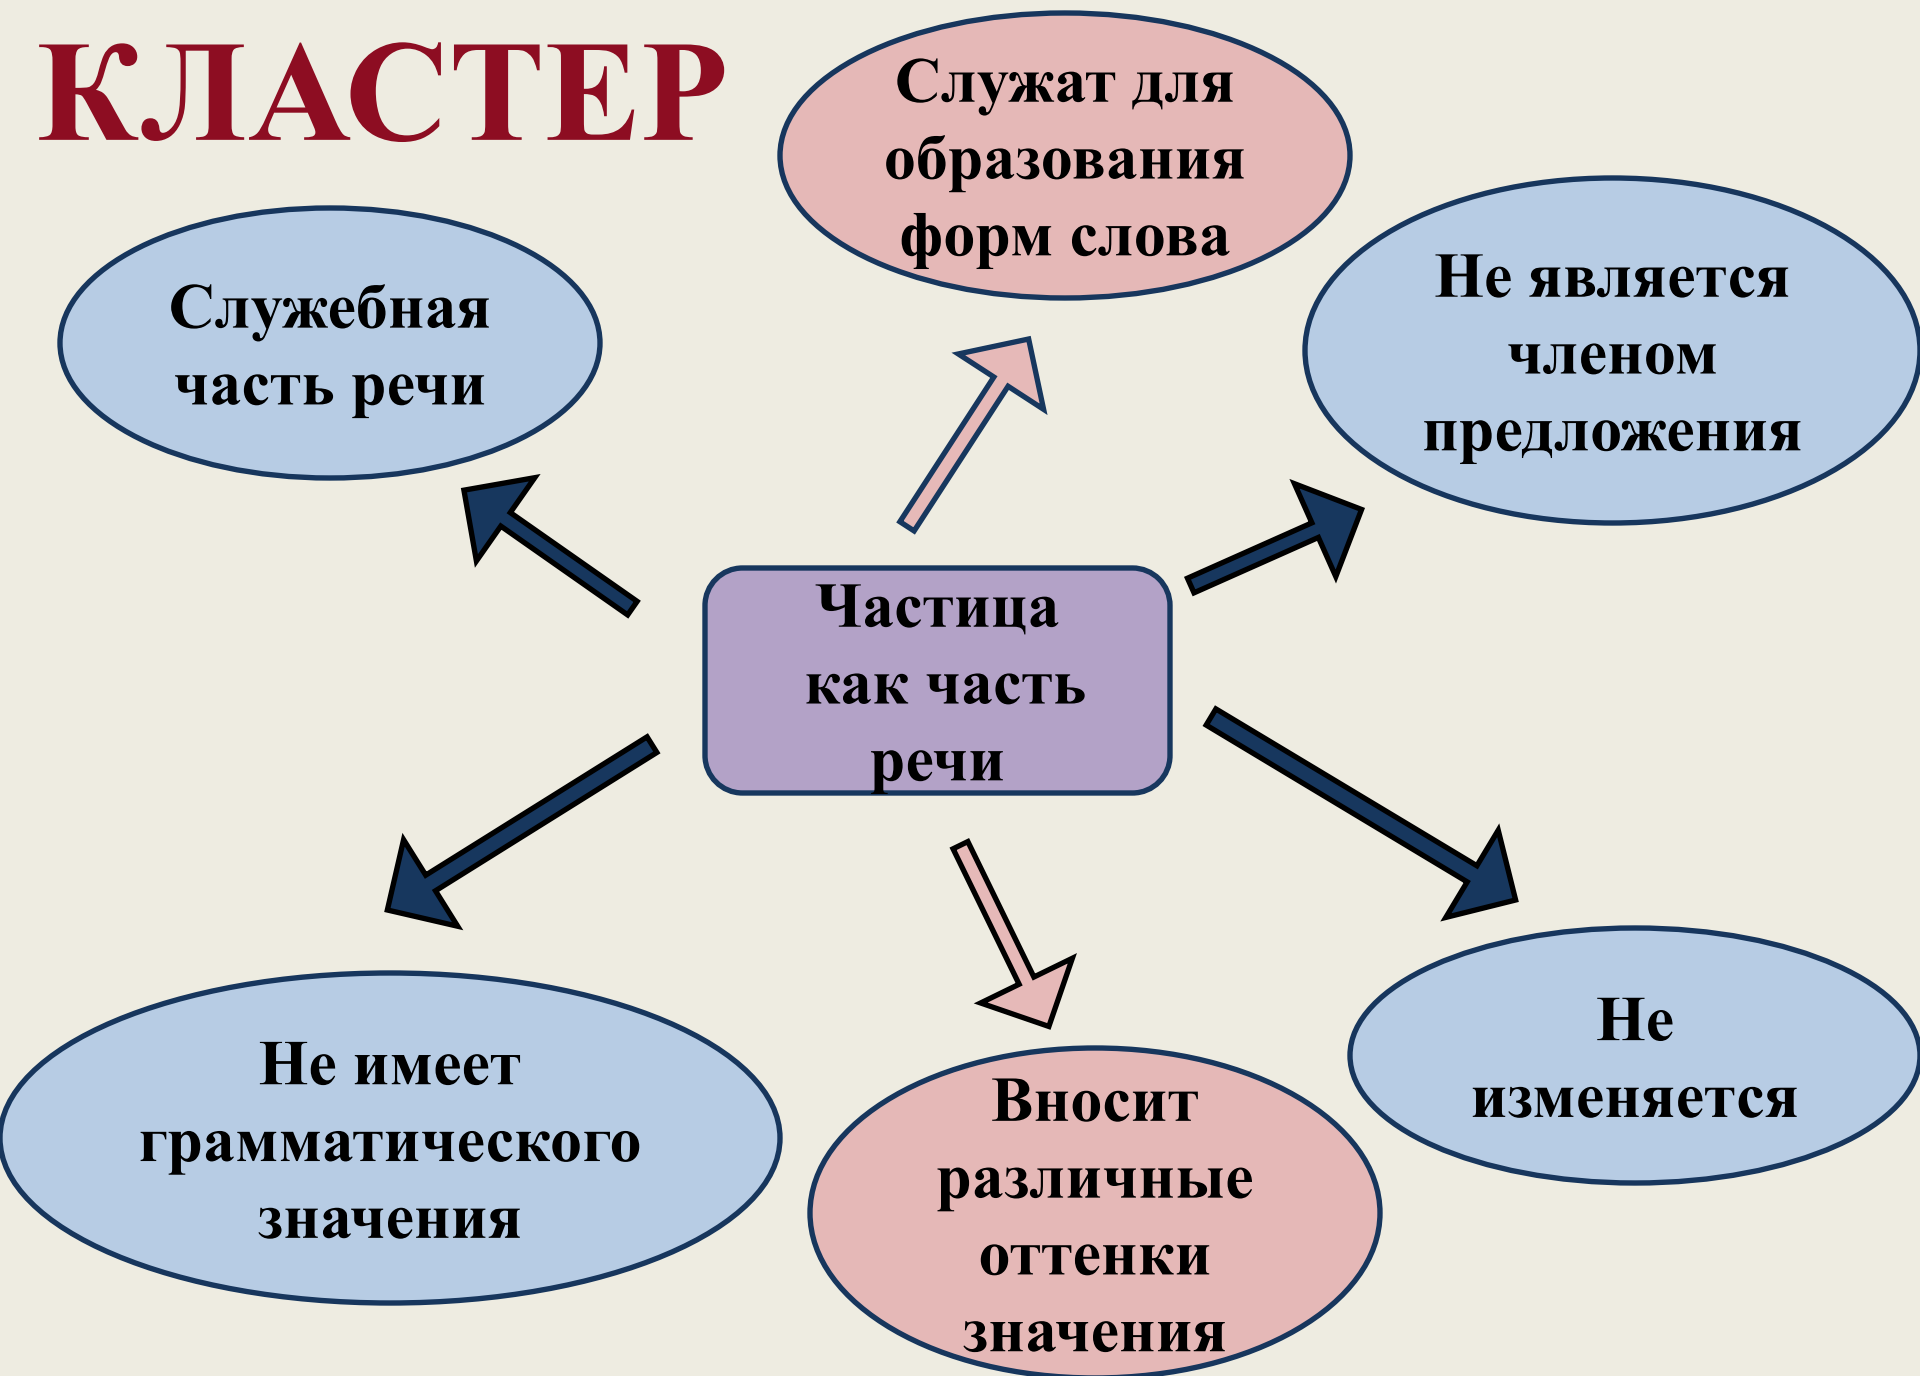 КЛАСТЕР
Служат для
образования
форм слова
Служебная
часть речи
Не является
членом
предложения
Частица
как часть
речи
Не имеет
грамматического
значения
Вносит
различные
оттенки
значения
Не
изменяется